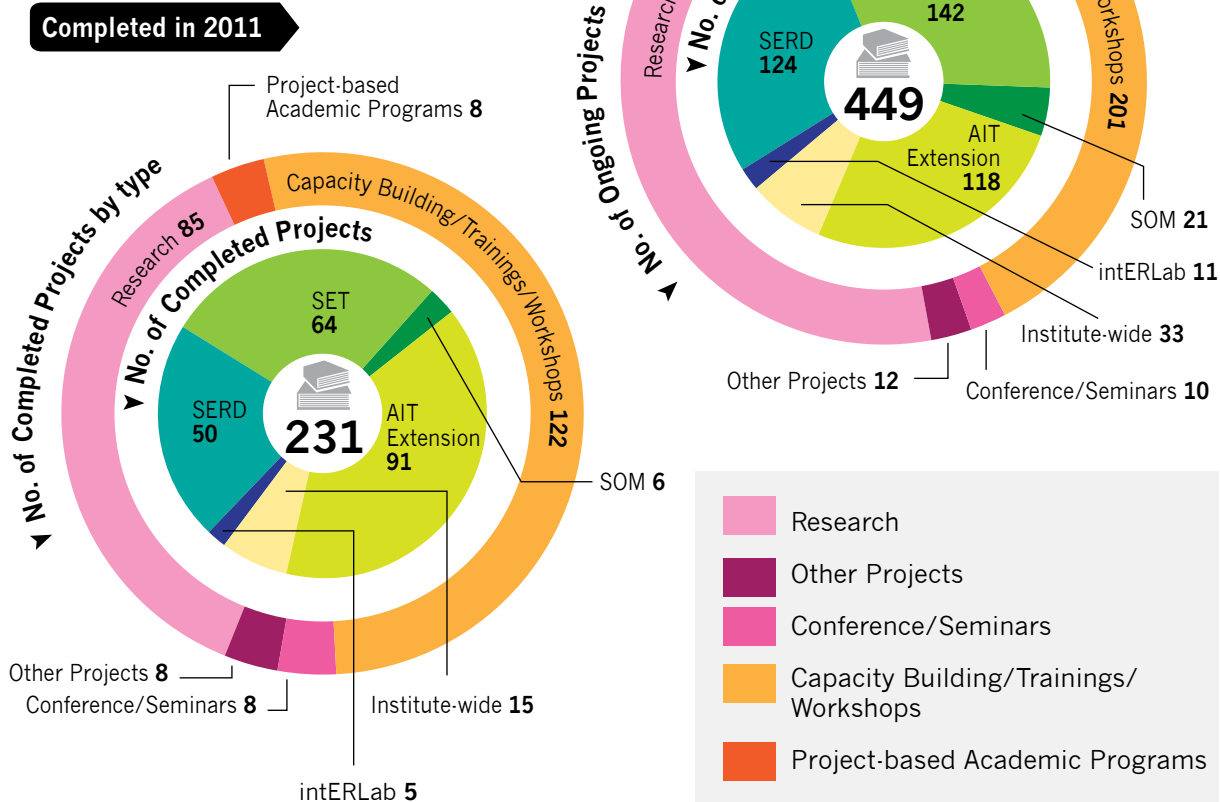 Completed in 2011
Project-based
Academic Programs 8
No. of Completed Projects by type
Research 85
Capacity Building/Trainings/Workshops 122
No. of Completed Projects
SET
64
SERD
50
231
AIT
Extension
91
SOM 6
Other Projects 8
Conference/Seminars 8
Institute-wide 15
intERLab 5
No. of Ongoing Projects
Research
No. of
142
SERD
124
449
AIT
Extension
118
201
SOM 21
intERLab 11
Institute-wide 33
Other Projects 12
Conference/Seminars 10
Research
Other Projects
Conference/Seminars
Capacity Building/Trainings/
Workshops
Project-based Academic Programs